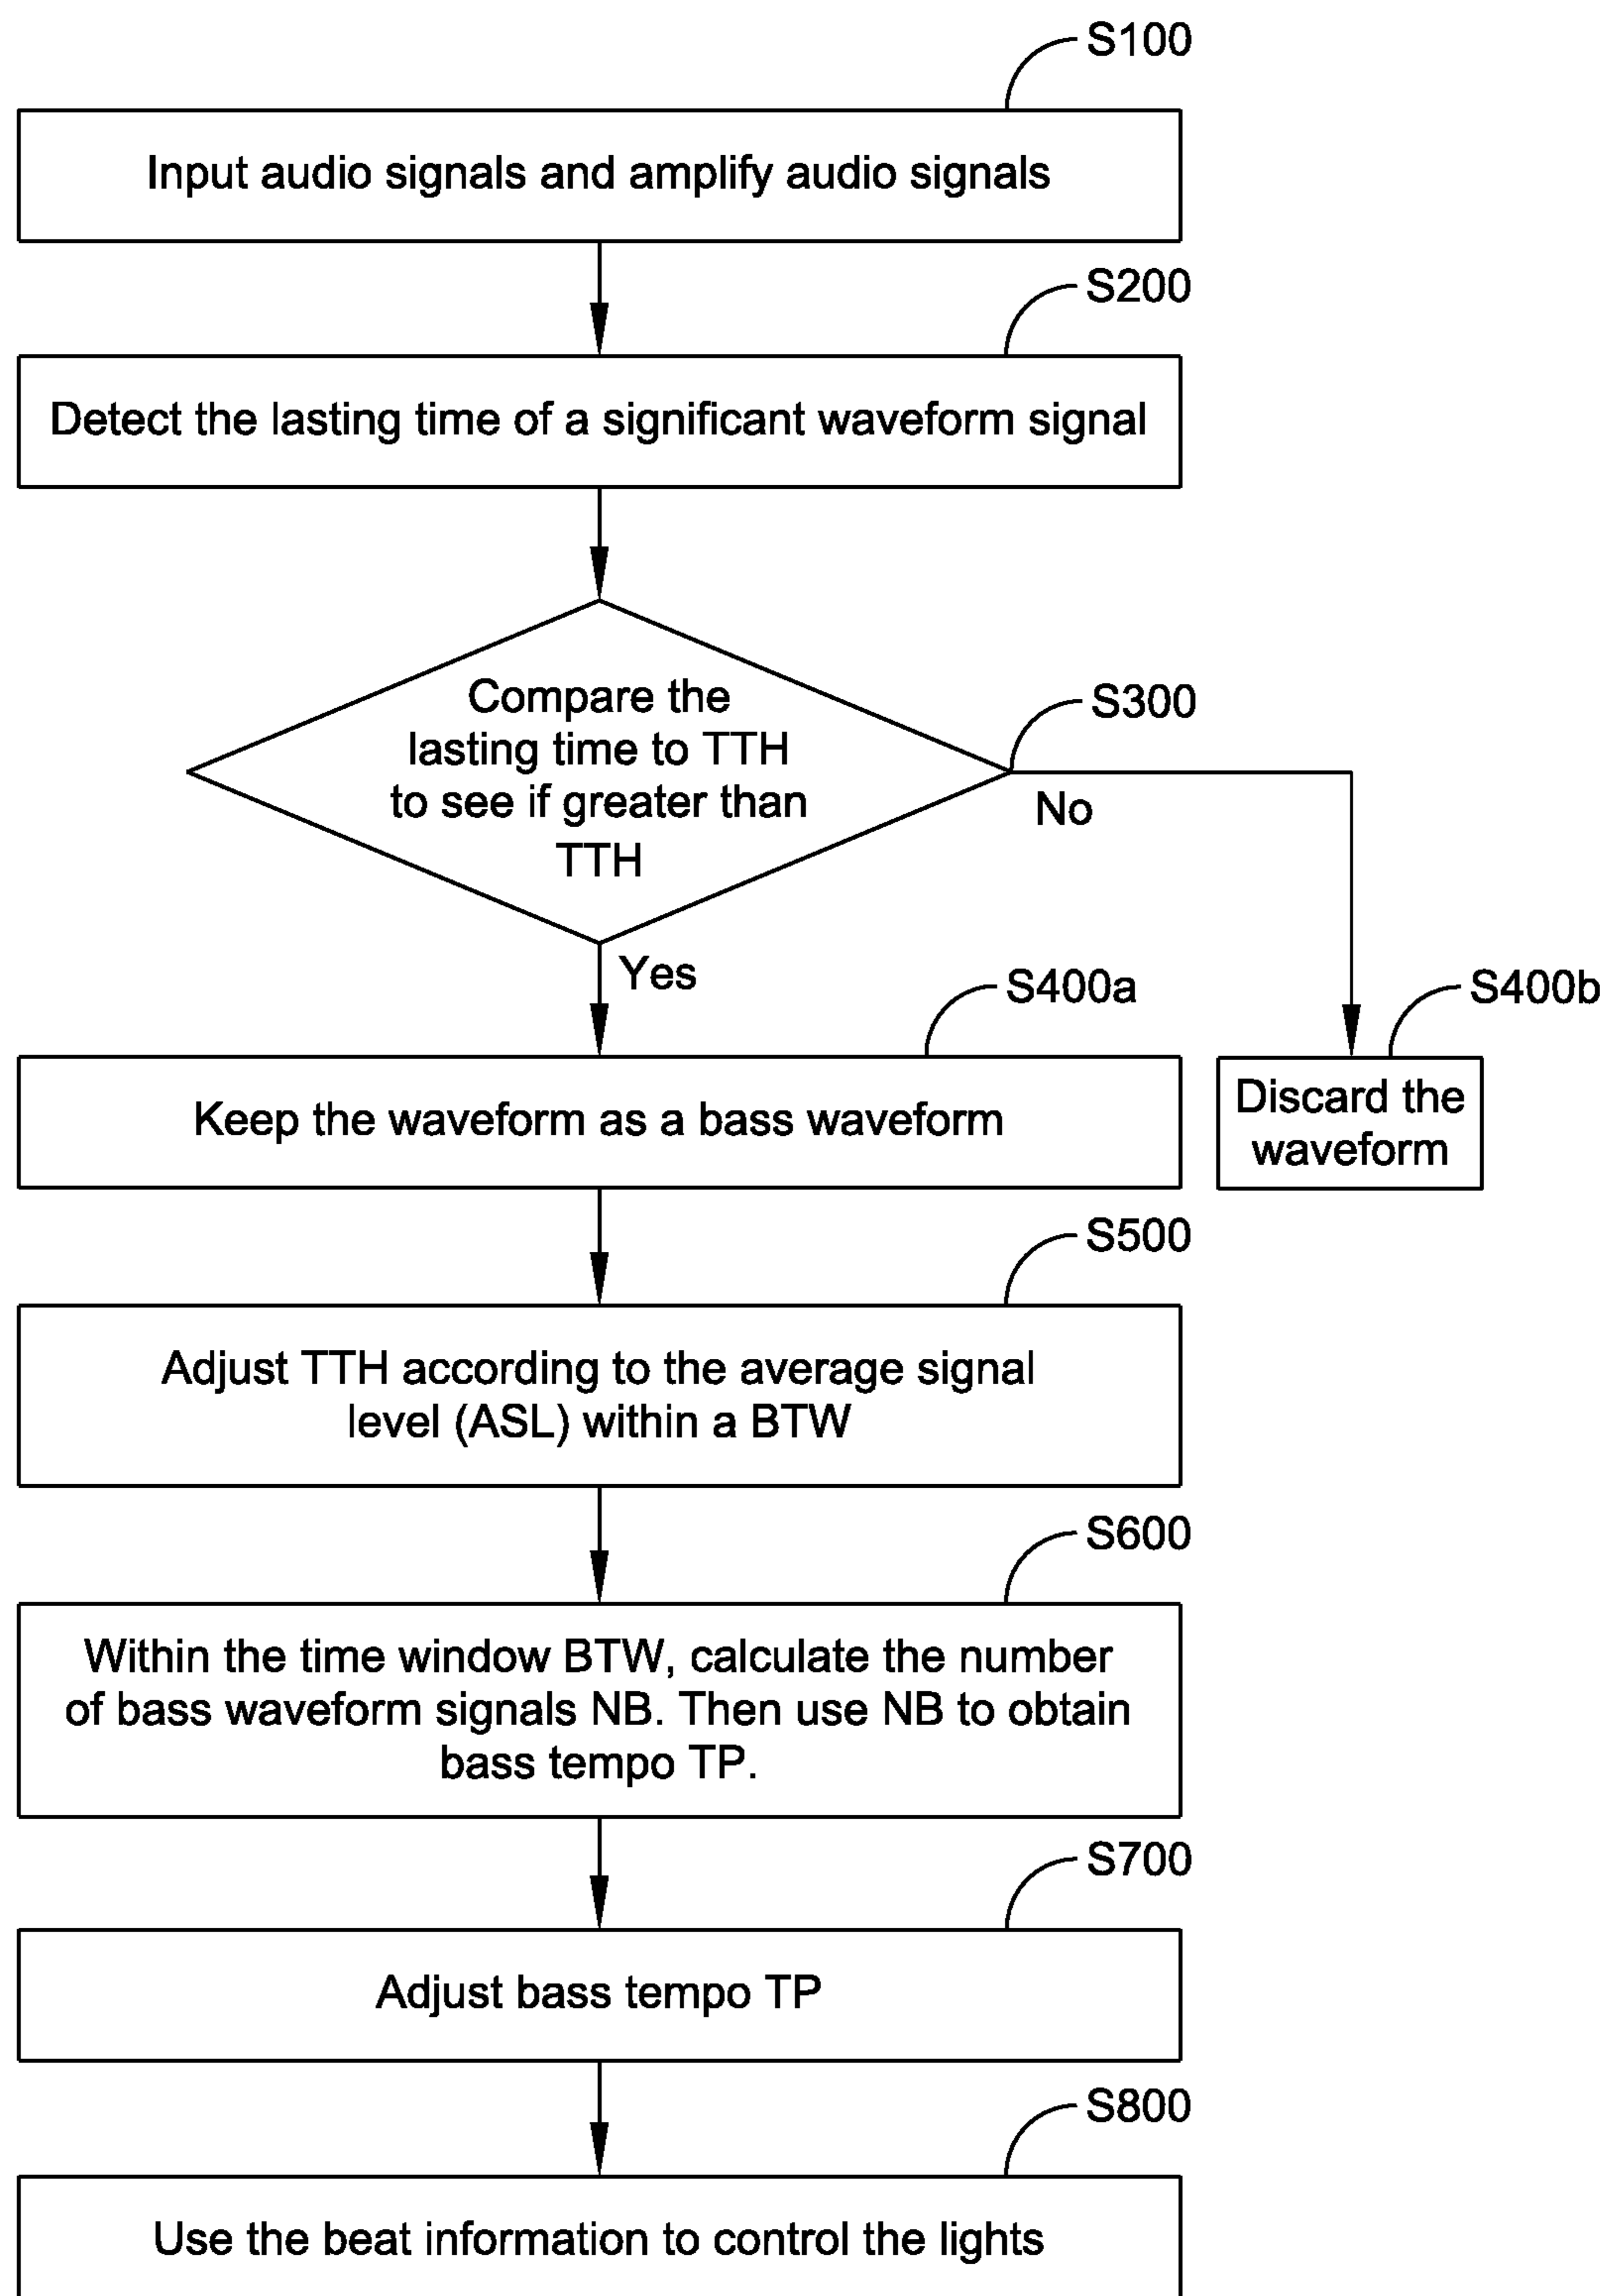 S100
Input audio signals and amplify audio signals
S200
Detect the lasting time of a significant waveform signal
Compare the
lasting time to TTH
to see if greater than
TTH
S300
No
Yes
S400a
S400b
Keep the waveform as a bass waveform
Discard the
waveform
S500
Adjust TTH according to the average signal
level (ASL) within a BTW
S600
Within the time window BTW, calculate the number
of bass waveform signals NB. Then use NB to obtain
bass tempo TP.
S700
Adjust bass tempo TP
S800
Use the beat information to control the lights